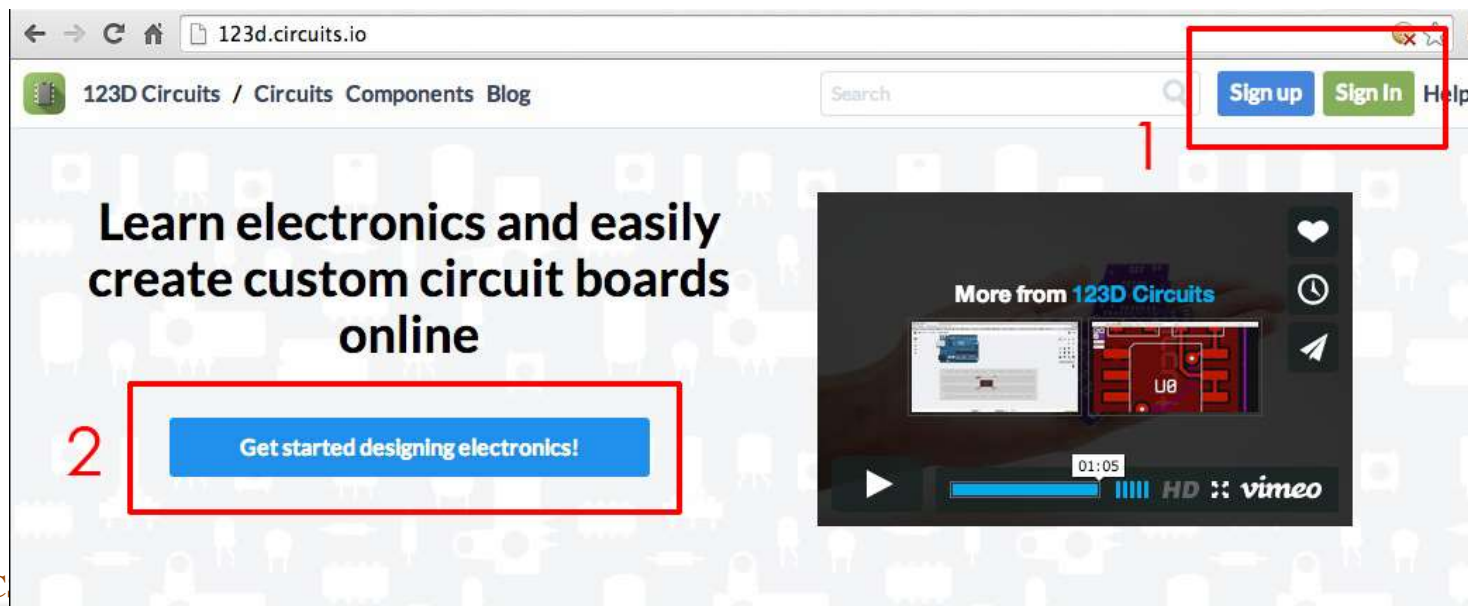 123d.circuits.io
123D Circuits / Circuits Components Blog
Search
Sign up
Sign In
Help
1
Learn electronics and easily
create custom circuit boards
online
2
Get started designing electronics!
More from 123D Circuits
U0
01:05
HD
vimeo